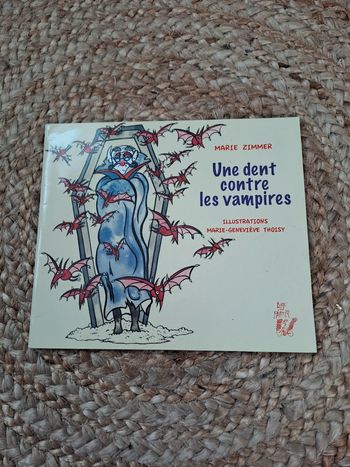 MARIE ZIMMER
Une dent
contre
les vampires
ILLUSTRATIONS
MARIE-GENEVIÈVE THOISY